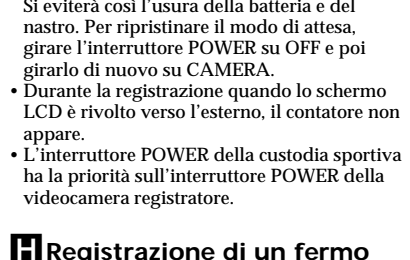 Si eviterà così l'usura della batteria e del
nastro. Per ripristinare il modo di attesa,
girare l'interruttore POWER su OFF e poi
girarlo di nuovo su CAMERA.
• Durante la registrazione quando lo schermo
LCD è rivolto verso l'esterno, il contatore non
appare.
• L'interruttore POWER della custodia sportiva
ha la priorità sull'interruttore POWER della
videocamera registratore.
H Registrazione di un fermo